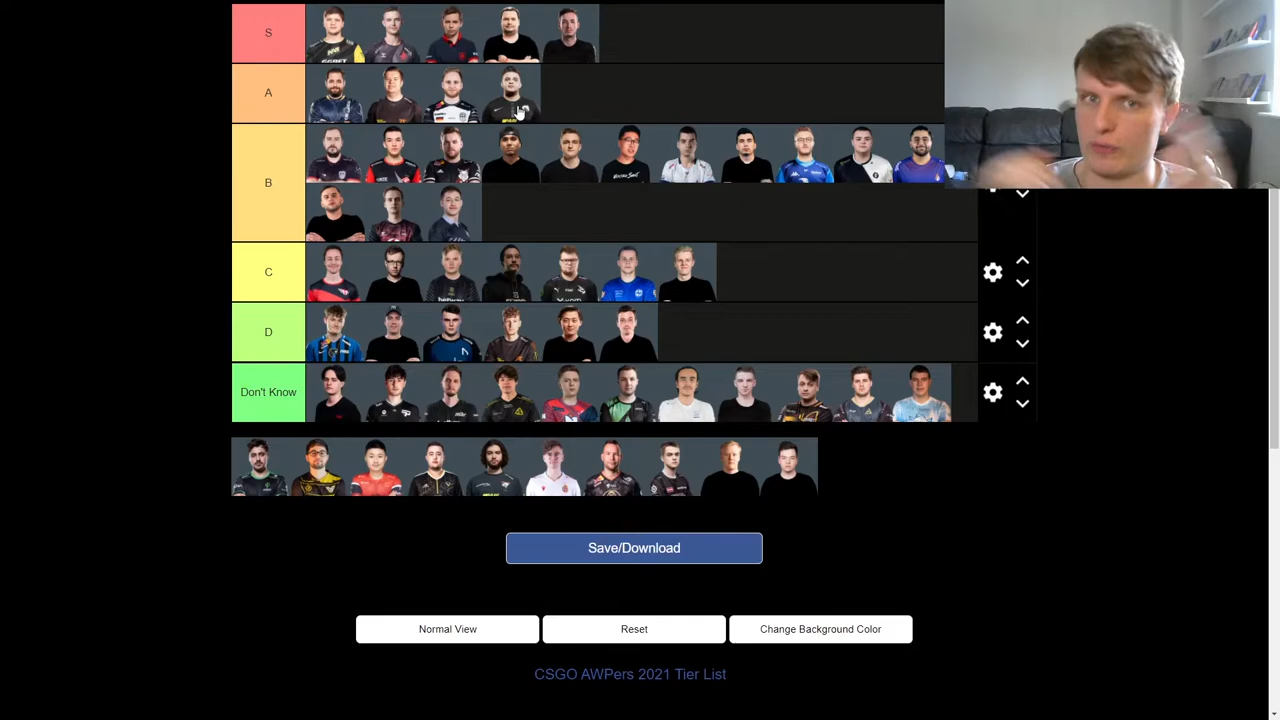 S
A
B
C
D
Don't Know
Save/Download
Normal View
Reset
Change Background Color
CSGO AWPers 2021 Tier List